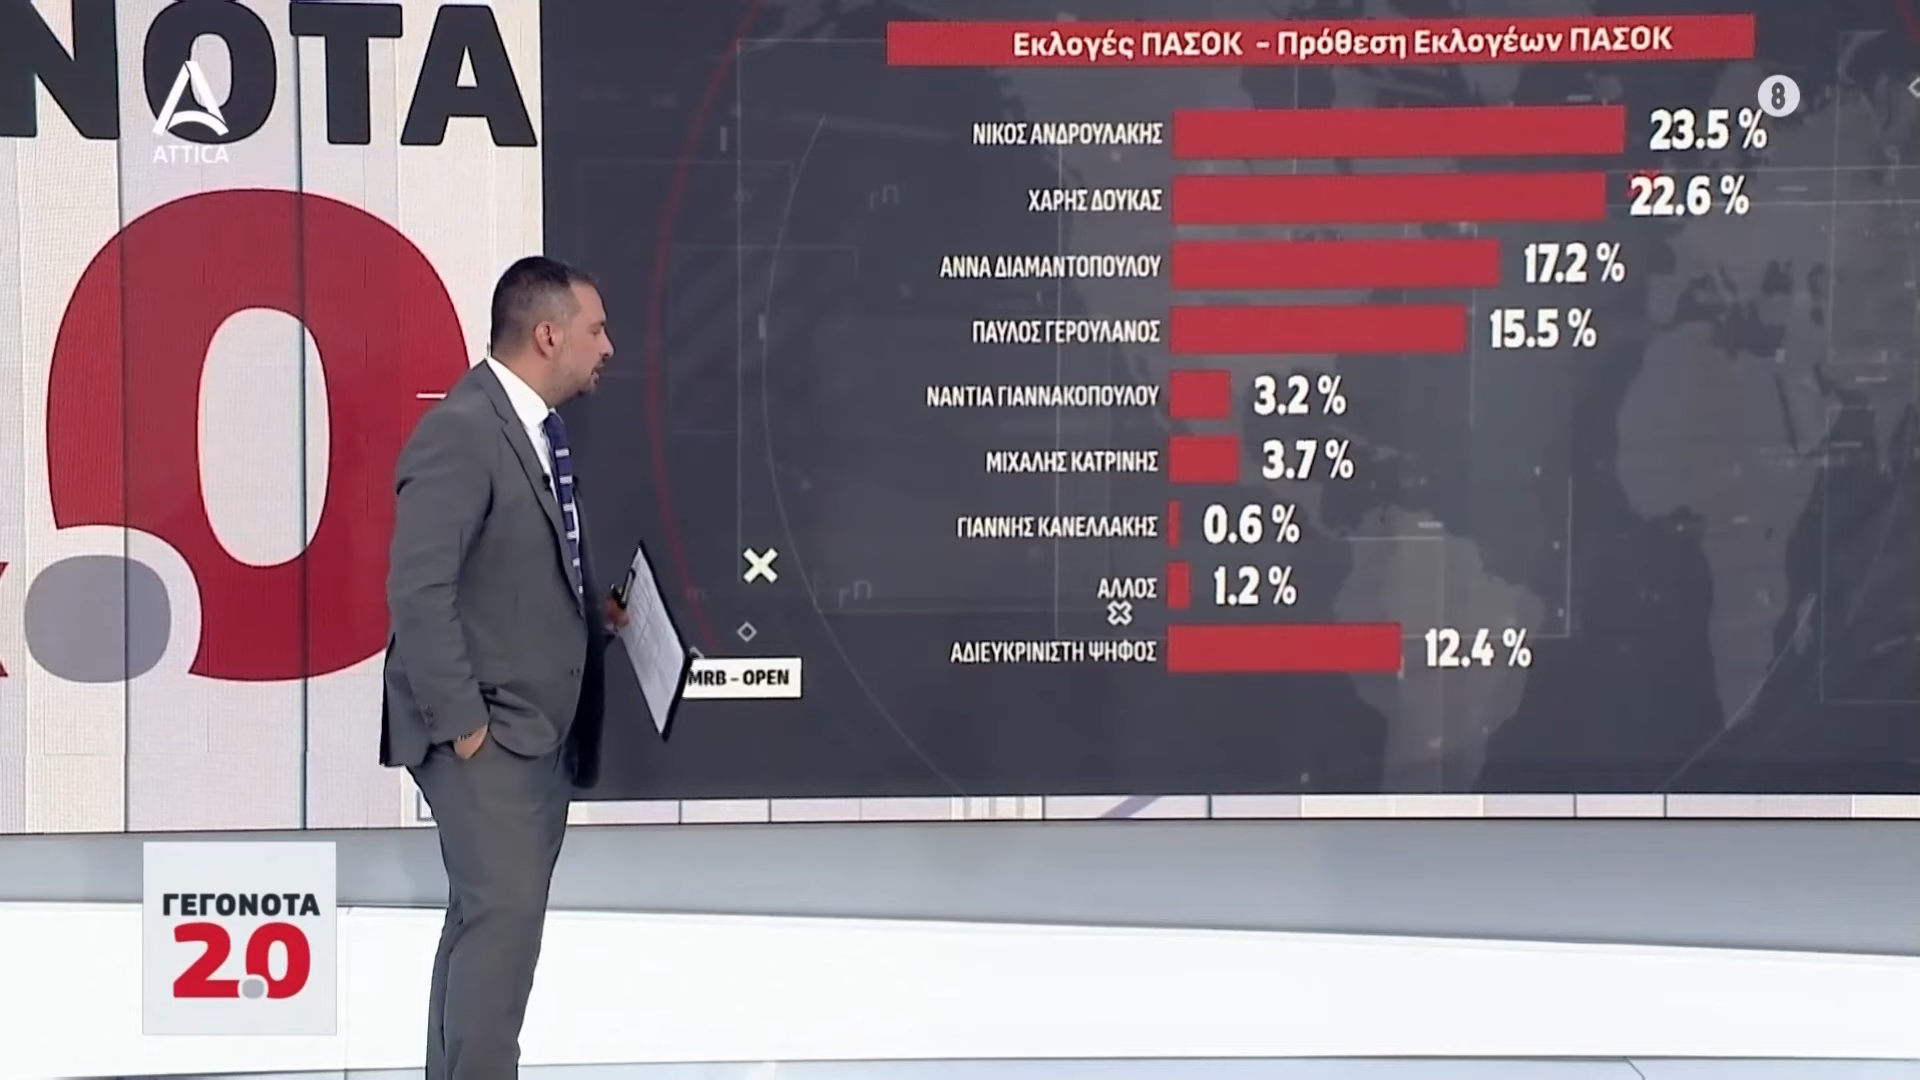 ΝΟΤΑ
ATTICA
8
Εκλογές ΠΑΣΟΚ - Πρόθεση Εκλογέων ΠΑΣΟΚ
ΝΙΚΟΣ ΑΝΔΡΟΥΛΑΚΗΣ 23.5 %
ΧΑΡΗΣ ΔΟΥΚΑΣ 22.6 %
ΑΝΝΑ ΔΙΑΜΑΝΤΟΠΟΥΛΟΥ 17.2 %
ΠΑΥΛΟΣ ΓΕΡΟΥΛΑΝΟΣ 15.5 %
ΝΑΝΤΙΑ ΓΙΑΝΝΑΚΟΠΟΥΛΟΥ 3.2 %
ΜΙΧΑΛΗΣ ΚΑΤΡΙΝΗΣ 3.7 %
ΓΙΑΝΝΗΣ ΚΑΝΕΛΛΑΚΗΣ 0.6 %
ΑΛΛΟΣ 1.2 %
ΑΔΙΕΥΚΡΙΝΙΣΤΗ ΨΗΦΟΣ 12.4 %
MRB - OPEN
.0
ΓΕΓΟΝΟΤΑ
2.0